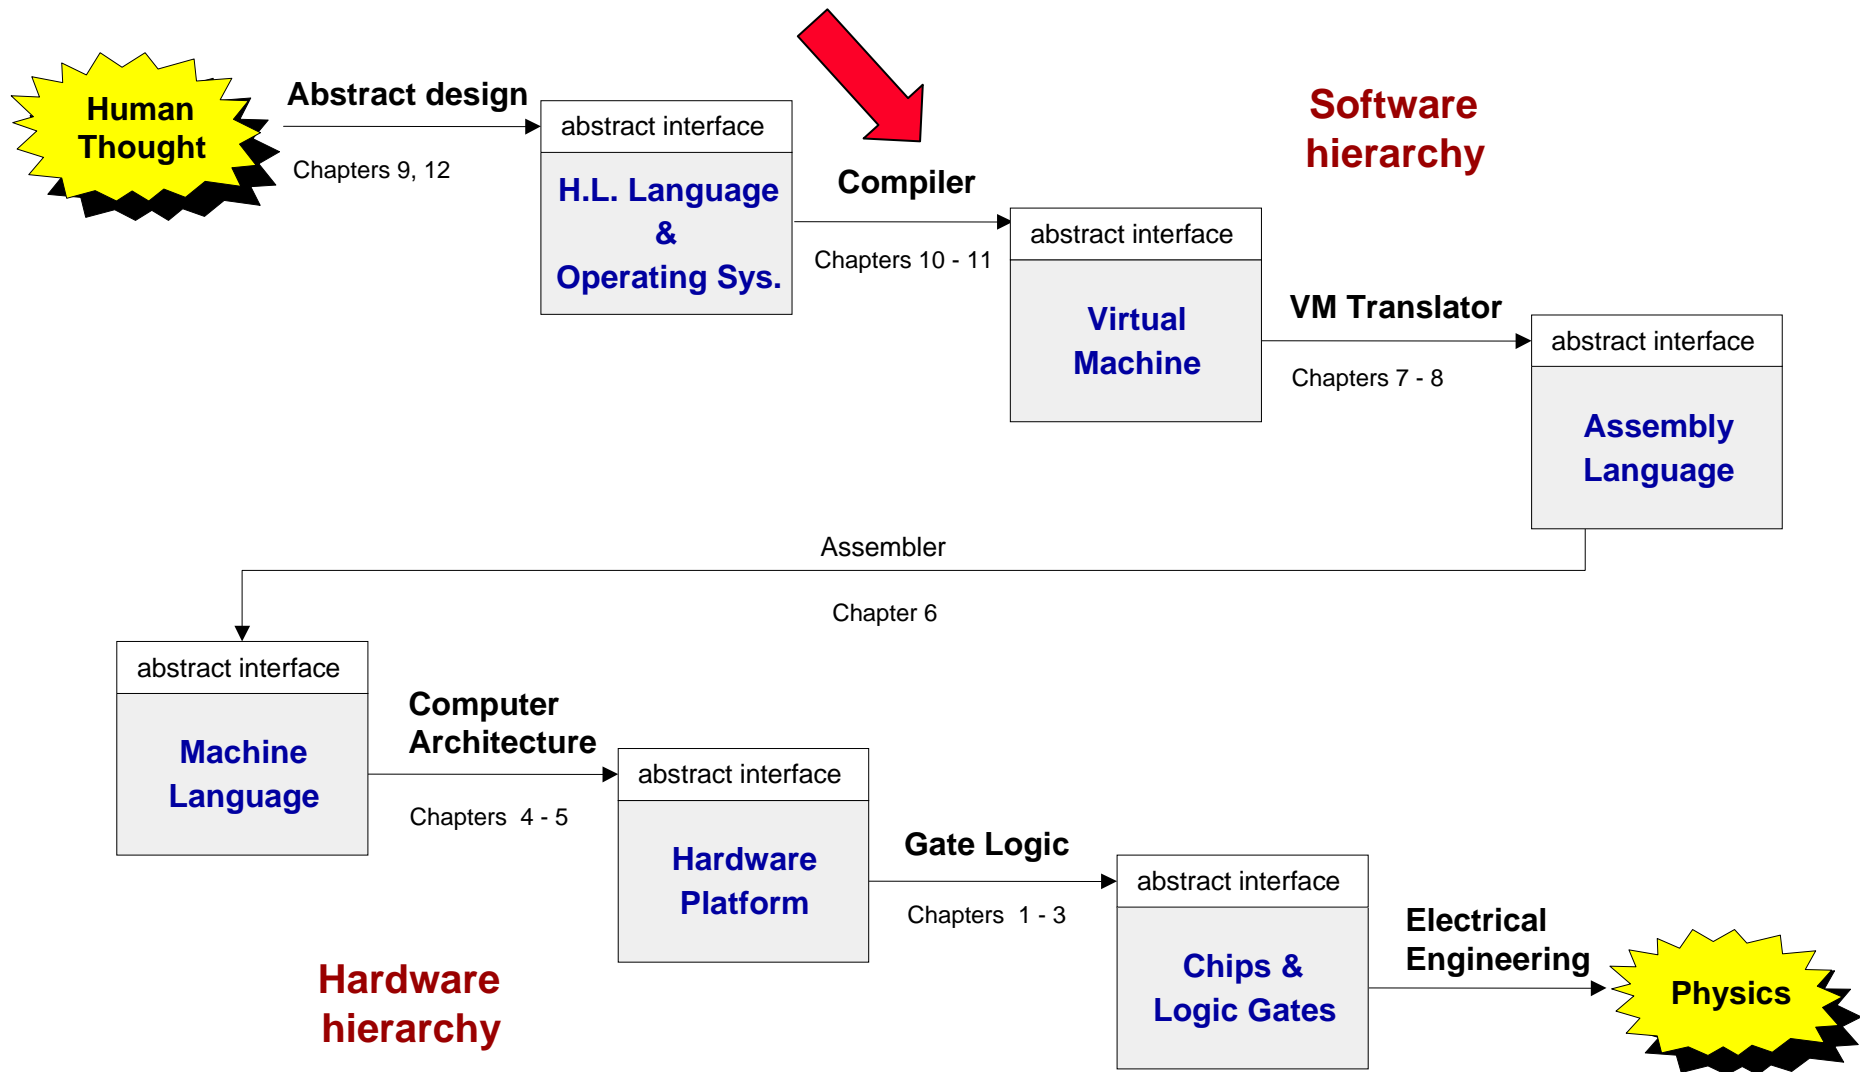 Human
Thought
Abstract design
Chapters 9, 12
abstract interface
H.L. Language
&
Operating Sys.
Compiler
Chapters 10 - 11
Software
hierarchy
abstract interface
Virtual
Machine
VM Translator
Chapters 7 - 8
abstract interface
Assembly
Language
Assembler
Chapter 6
abstract interface
Machine
Language
Computer
Architecture
Chapters 4 - 5
abstract interface
Hardware
Platform
Gate Logic
Chapters 1 - 3
abstract interface
Chips &
Logic Gates
Electrical
Engineering
Physics
Hardware
hierarchy